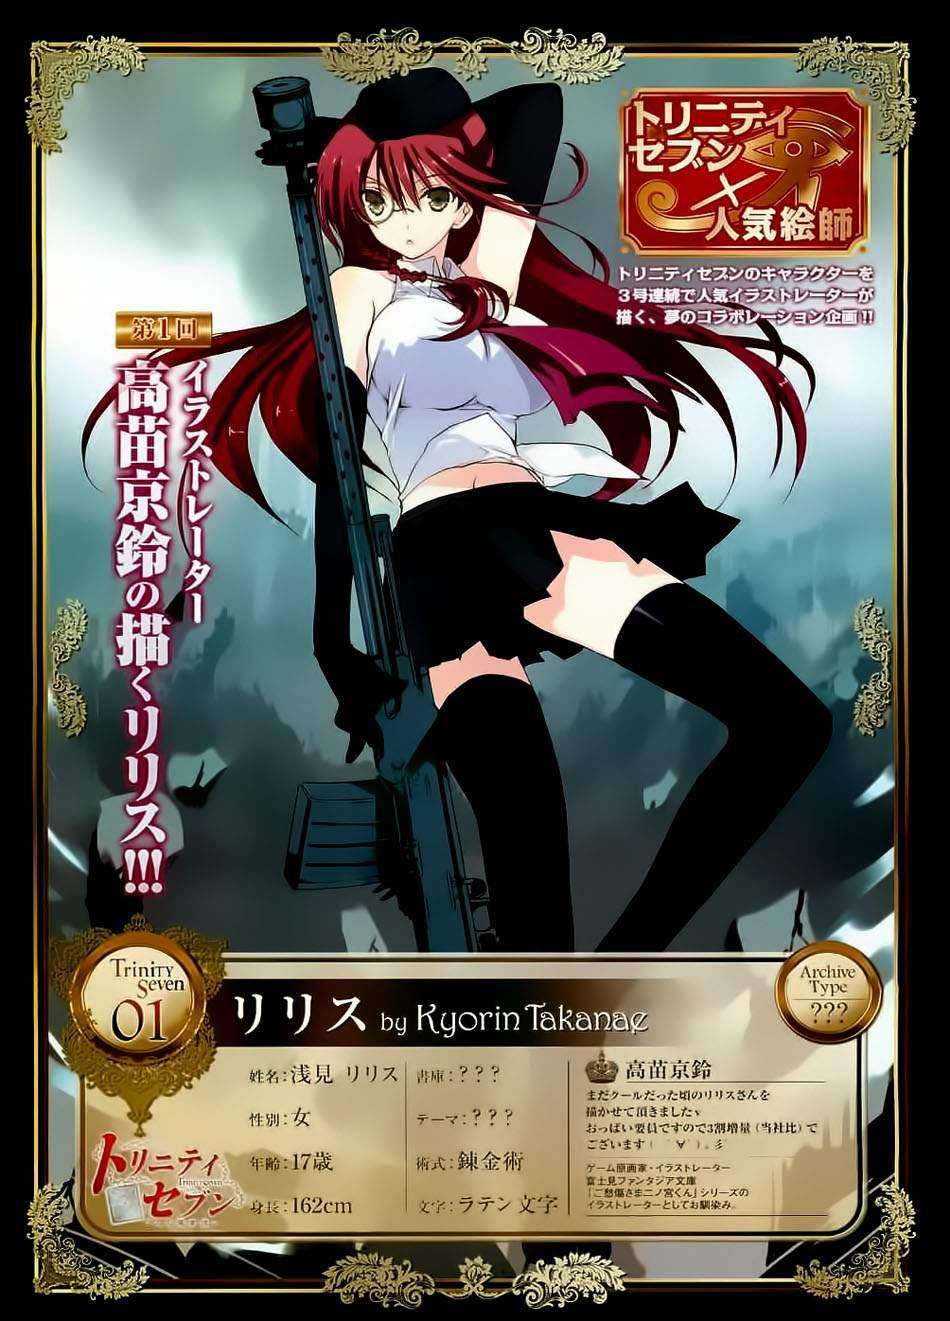 トリニティ
セブン
×
人気絵師
トリニティセブンのキャラクターを
3号連続で人気イラストレーターが
描く、夢のコラボレーション企画!!
第1回
イラストレーター
高苗京鈴の描くリリス!!!
Trinity
Seven
01
リリス by Kyorin Takanae
Archive
Type
???
姓名:浅見 リリス
性別:女
年齢:17歳
身長:162cm
書庫:???
テーマ:???
術式:錬金術
文字:ラテン文字
高苗京鈴
まだクールだった頃のリリスさんを
描かせて頂きましたv
おっぱい要員ですので3割増量(当社比)で
ございます( ´∀`)。彡
ゲーム原画家・イラストレーター
富士見ファンタジア文庫
「ご愁傷さま二ノ宮くん」シリーズの
イラストレーターとしてお馴染み。
トリニティ
Trinity Seven
セブン